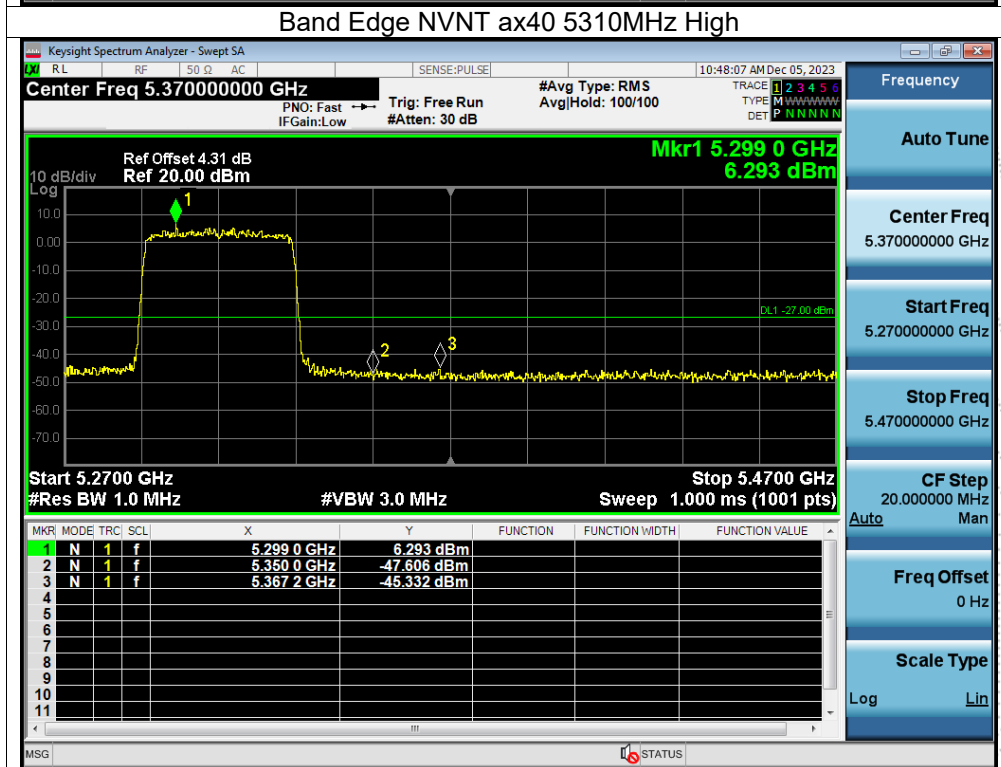 Band Edge NVNT ax40 5310MHz High
Keysight Spectrum Analyzer - Swept SA
LXI RL RF 50 Ω AC SENSE:PULSE 10:48:07 AM Dec 05, 2023
Center Freq 5.370000000 GHz
PNO: Fast
IFGain:Low
Trig: Free Run
#Atten: 30 dB
#Avg Type: RMS
Avg|Hold: 100/100
TRACE 1 2 3 4 5 6
TYPE M WWWWW
DET P N N N N N
Ref Offset 4.31 dB
Ref 20.00 dBm
10 dB/div
Log
Mkr1 5.299 0 GHz
6.293 dBm
10.0
0.00
-10.0
-20.0
-30.0
-40.0
-50.0
-60.0
-70.0
1
2
3
DL1 -27.00 dBm
Start 5.2700 GHz Stop 5.4700 GHz
#Res BW 1.0 MHz #VBW 3.0 MHz Sweep 1.000 ms (1001 pts)
MKR MODE TRC SCL X Y FUNCTION FUNCTION WIDTH FUNCTION VALUE
1 N 1 f 5.299 0 GHz 6.293 dBm
2 N 1 f 5.350 0 GHz -47.606 dBm
3 N 1 f 5.367 2 GHz -45.332 dBm
4
5
6
7
8
9
10
11
MSG STATUS
Frequency
Auto Tune
Center Freq
5.370000000 GHz
Start Freq
5.270000000 GHz
Stop Freq
5.470000000 GHz
CF Step
20.000000 MHz
Auto Man
Freq Offset
0 Hz
Scale Type
Log Lin